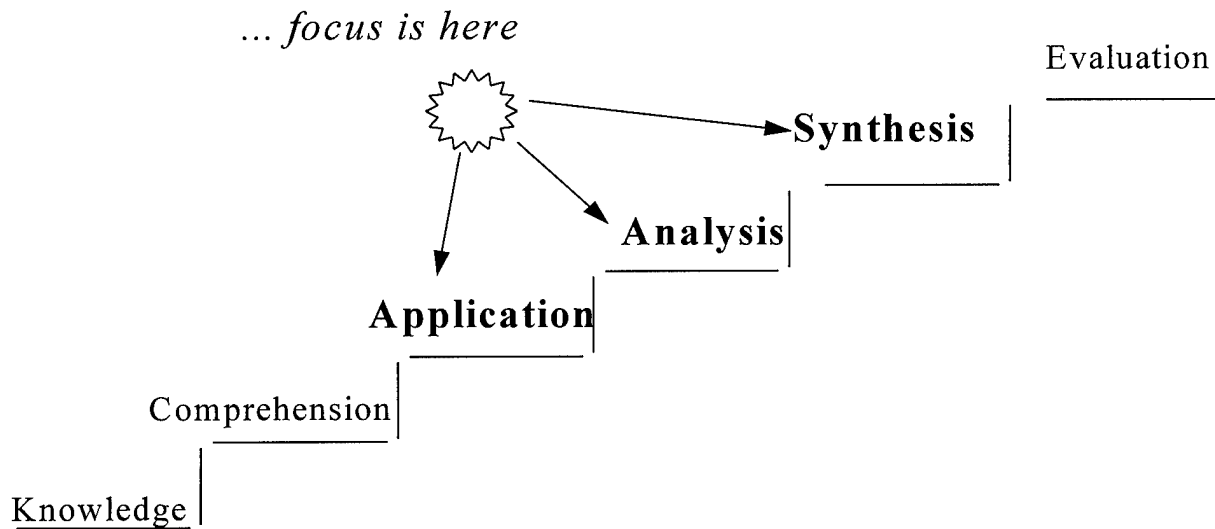 ... focus is here
Evaluation
Synthesis
Analysis
Application
Comprehension
Knowledge